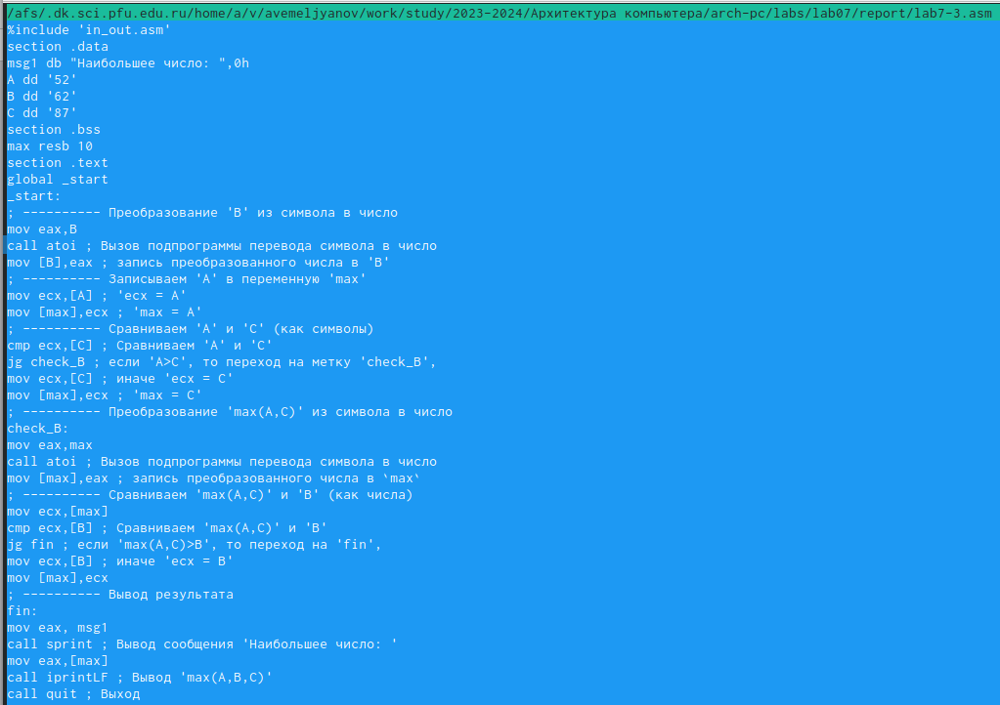 /afs/.dk.sci.pfu.edu.ru/home/a/v/avemeljyanov/work/study/2023-2024/Архитектура компьютера/arch-pc/labs/lab07/report/lab7-3.asm
%include 'in_out.asm'
section .data
msg1 db "Наибольшее число: ",0h
A dd '52'
B dd '62'
C dd '87'
section .bss
max resb 10
section .text
global _start
_start:
; ---------- Преобразование 'B' из символа в число
mov eax,B
call atoi ; Вызов подпрограммы перевода символа в число
mov [B],eax ; запись преобразованного числа в 'B'
; ---------- Записываем 'A' в переменную 'max'
mov ecx,[A] ; 'ecx = A'
mov [max],ecx ; 'max = A'
; ---------- Сравниваем 'A' и 'C' (как символы)
cmp ecx,[C] ; Сравниваем 'A' и 'C'
jg check_B ; если 'A>C', то переход на метку 'check_B',
mov ecx,[C] ; иначе 'ecx = C'
mov [max],ecx ; 'max = C'
; ---------- Преобразование 'max(A,C)' из символа в число
check_B:
mov eax,max
call atoi ; Вызов подпрограммы перевода символа в число
mov [max],eax ; запись преобразованного числа в `max`
; ---------- Сравниваем 'max(A,C)' и 'B' (как числа)
mov ecx,[max]
cmp ecx,[B] ; Сравниваем 'max(A,C)' и 'B'
jg fin ; если 'max(A,C)>B', то переход на 'fin',
mov ecx,[B] ; иначе 'ecx = B'
mov [max],ecx
; ---------- Вывод результата
fin:
mov eax, msg1
call sprint ; Вывод сообщения 'Наибольшее число: '
mov eax,[max]
call iprintLF ; Вывод 'max(A,B,C)'
call quit ; Выход